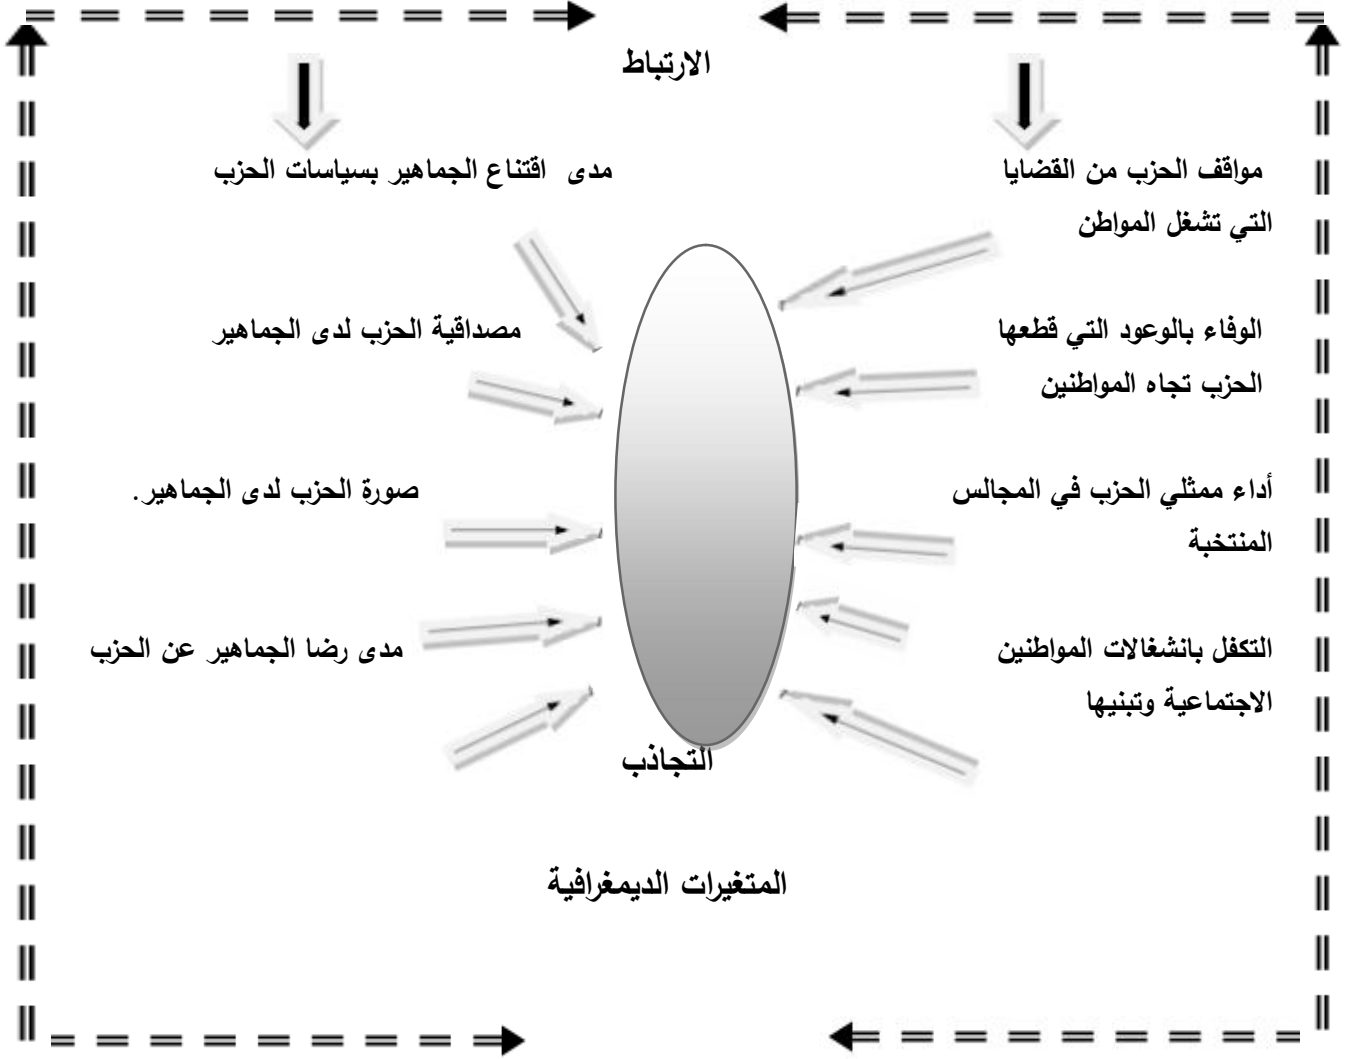 الارتباط
مواقف الحزب من القضايا
التي تشغل المواطن
مدى اقتناع الجماهير بسياسات الحزب
الوفاء بالوعود التي قطعها
الحزب تجاه المواطنين
مصداقية الحزب لدى الجماهير
أداء ممثلي الحزب في المجالس
المنتخبة
صورة الحزب لدى الجماهير.
التكفل بانشغالات المواطنين
الاجتماعية وتبنيها
مدى رضا الجماهير عن الحزب
التجاذب
المتغيرات الديمغرافية